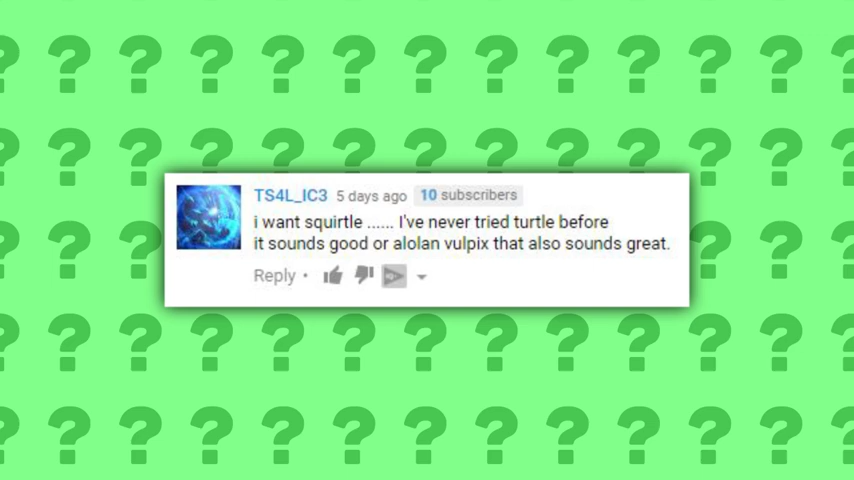 TS4L_IC3 5 days ago 10 subscribers
i want squirtle ...... I've never tried turtle before
it sounds good or alolan vulpix that also sounds great.
Reply •